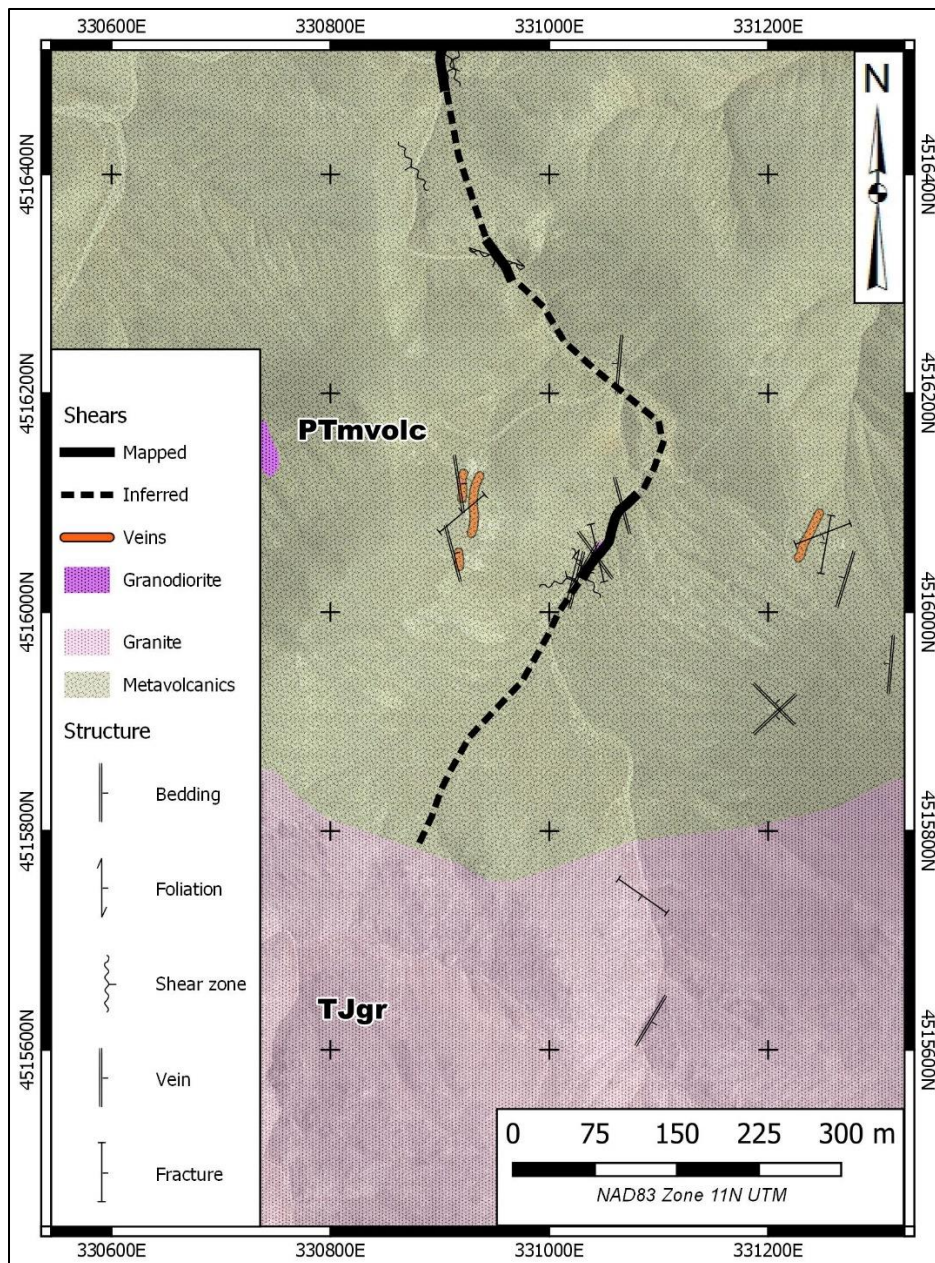 330600E 330800E 331000E 331200E
N
4516400N 4516400N
4516200N 4516200N
PTmvolc
4516000N 4516000N
4515800N 4515800N
4515600N 4515600N
TJgr
Shears
Mapped
Inferred
Veins
Granodiorite
Granite
Metavolcanics
Structure
Bedding
Foliation
Shear zone
Vein
Fracture
0 75 150 225 300 m
NAD83 Zone 11N UTM
330600E 330800E 331000E 331200E